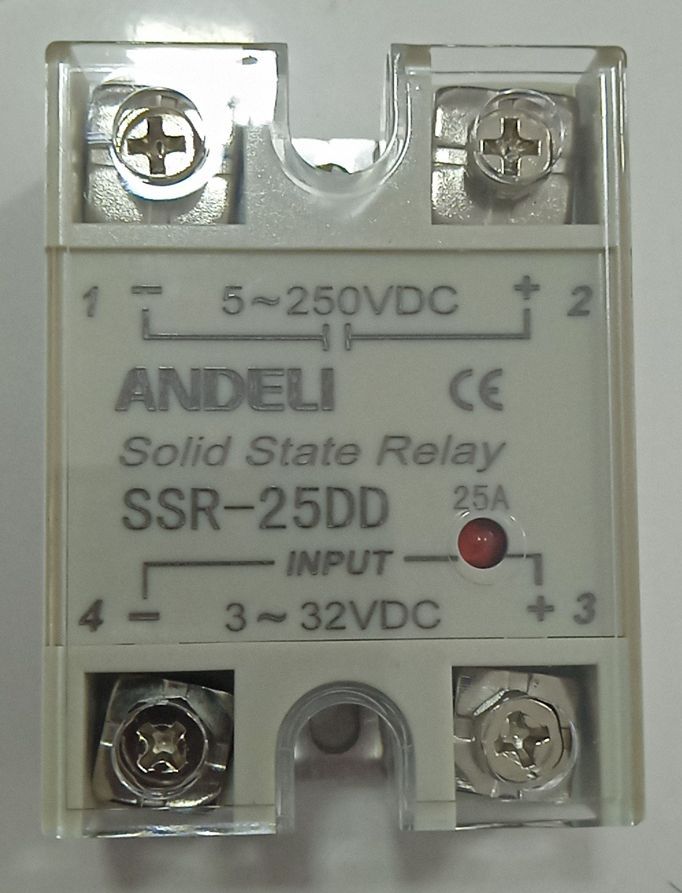 1 − 5~250VDC + 2
ANDELI CE
Solid State Relay
SSR-25DD 25A
INPUT
4 − 3~32VDC + 3